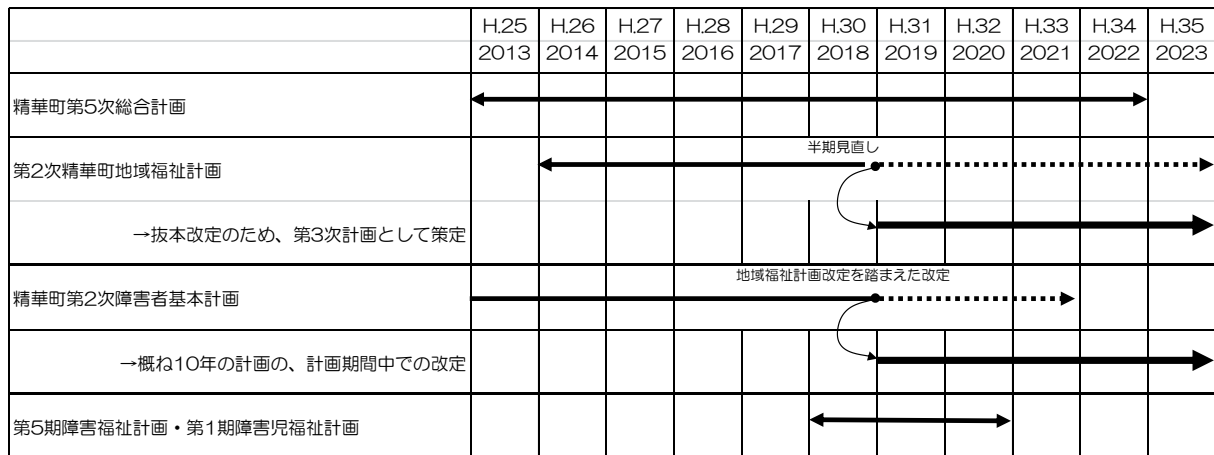 H.25 H.26 H.27 H.28 H.29 H.30 H.31 H.32 H.33 H.34 H.35
2013 2014 2015 2016 2017 2018 2019 2020 2021 2022 2023
精華町第5次総合計画
半期見直し
第2次精華町地域福祉計画
→抜本改定のため、第3次計画として策定
地域福祉計画改定を踏まえた改定
精華町第2次障害者基本計画
→概ね10年の計画の、計画期間中での改定
第5期障害福祉計画・第1期障害児福祉計画